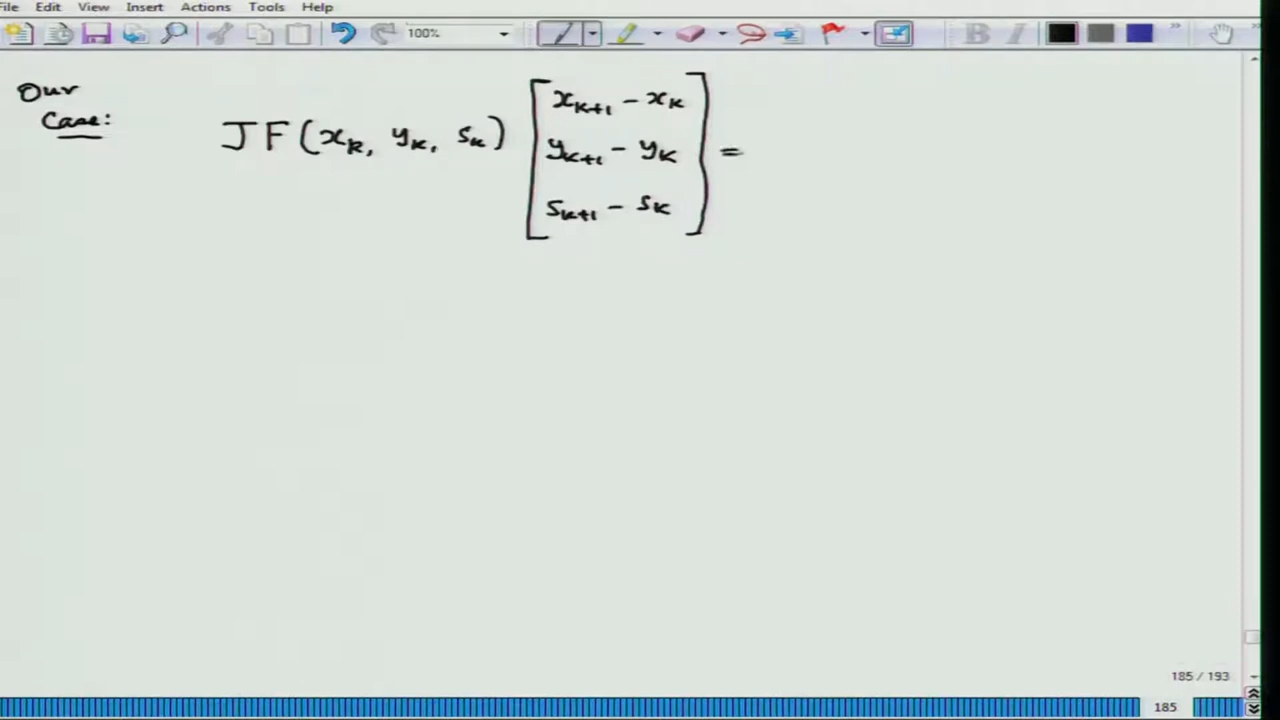 File Edit View Insert Actions Tools Help
100%
B I
Our
Case:
JF(x_k, y_k, s_k) [x_{k+1} - x_k
y_{k+1} - y_k
s_{k+1} - s_k] =
185 / 193
185